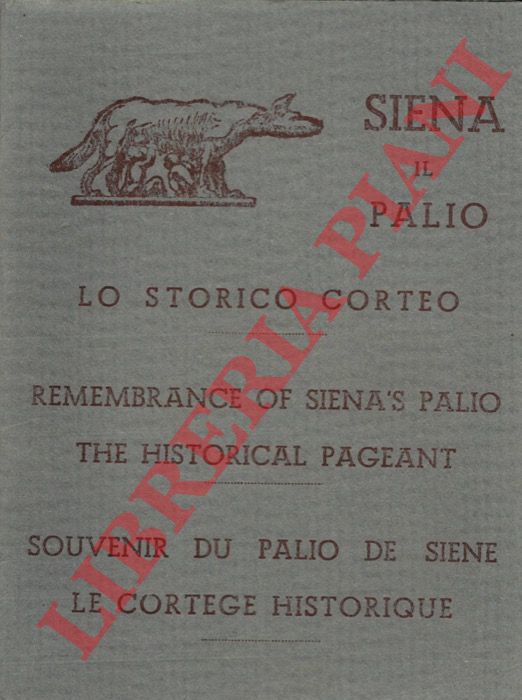 SIENA
IL
PALIO
LO STORICO CORTEO
REMEMBRANCE OF SIENA'S PALIO
THE HISTORICAL PAGEANT
SOUVENIR DU PALIO DE SIENE
LE CORTEGE HISTORIQUE
LIBRERIA PIANI